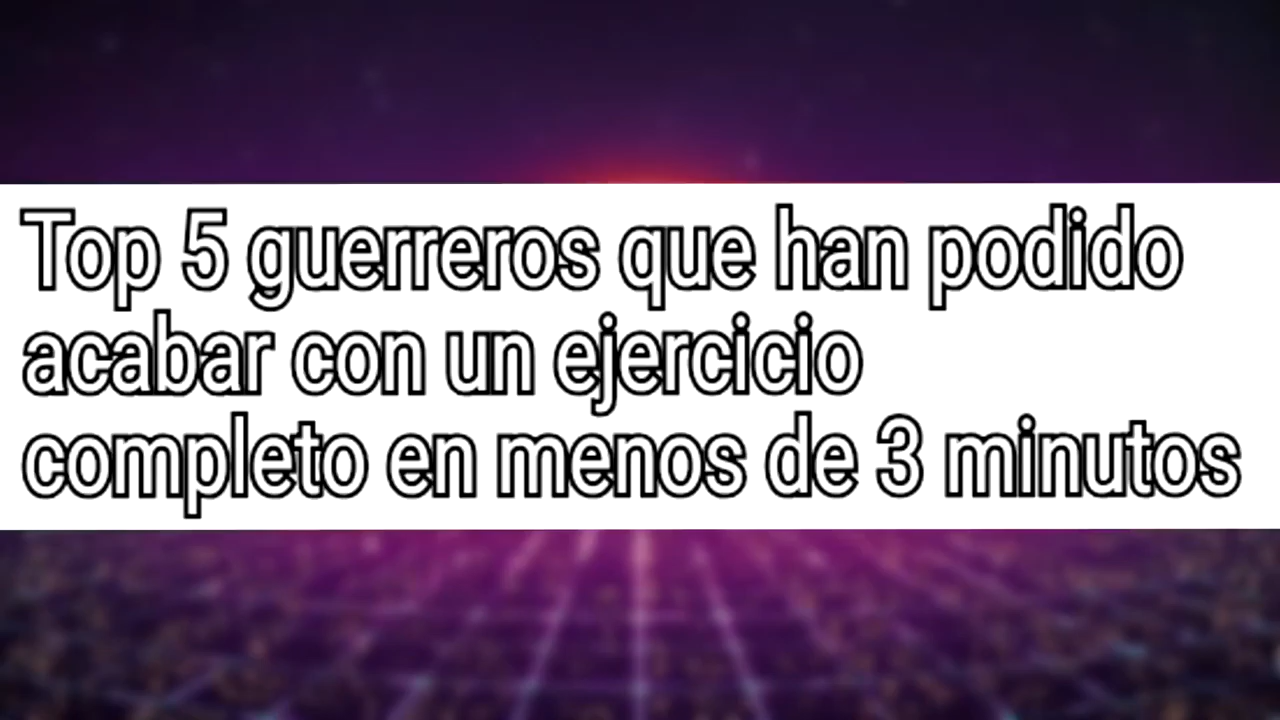 Top 5 guerreros que han podido
acabar con un ejercicio
completo en menos de 3 minutos